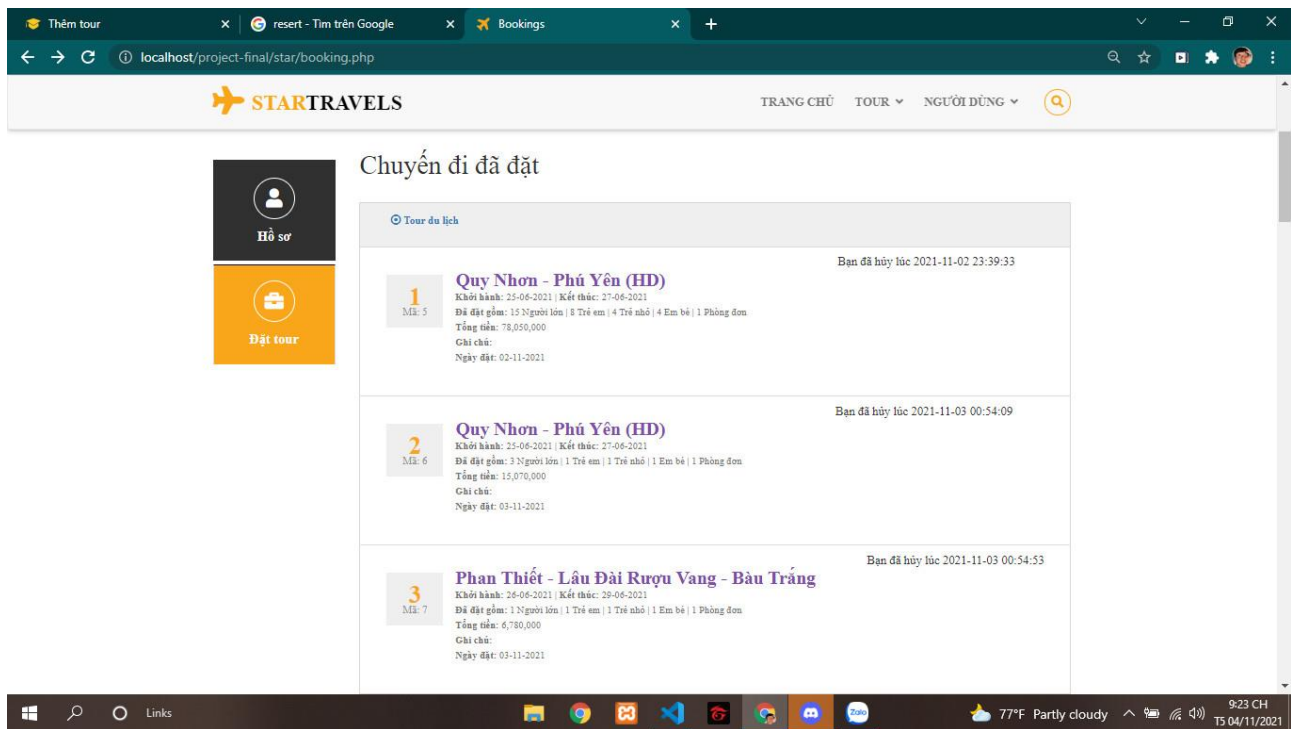 Thêm tour
resert - Tìm trên Google
Bookings
localhost/project-final/star/booking.php
STARTRAVELS
TRANG CHỦ TOUR NGƯỜI DÙNG
Hồ sơ
Đặt tour
Chuyến đi đã đặt
Tour du lịch
Bạn đã hủy lúc 2021-11-02 23:39:33
1
Mã: 5
Quy Nhơn - Phú Yên (HD)
Khởi hành: 25-06-2021 | Kết thúc: 27-06-2021
Đã đặt gồm: 15 Người lớn | 8 Trẻ em | 4 Trẻ nhỏ | 4 Em bé | 1 Phòng đơn
Tổng tiền: 78,050,000
Ghi chú:
Ngày đặt: 02-11-2021
Bạn đã hủy lúc 2021-11-03 00:54:09
2
Mã: 6
Quy Nhơn - Phú Yên (HD)
Khởi hành: 25-06-2021 | Kết thúc: 27-06-2021
Đã đặt gồm: 3 Người lớn | 1 Trẻ em | 1 Trẻ nhỏ | 1 Em bé | 1 Phòng đơn
Tổng tiền: 15,070,000
Ghi chú:
Ngày đặt: 03-11-2021
Bạn đã hủy lúc 2021-11-03 00:54:53
3
Mã: 7
Phan Thiết - Lâu Đài Rượu Vang - Bàu Trắng
Khởi hành: 26-06-2021 | Kết thúc: 29-06-2021
Đã đặt gồm: 1 Người lớn | 1 Trẻ em | 1 Trẻ nhỏ | 1 Em bé | 1 Phòng đơn
Tổng tiền: 6,780,000
Ghi chú:
Ngày đặt: 03-11-2021
Links
Zalo
77°F Partly cloudy
9:23 CH
T5 04/11/2021